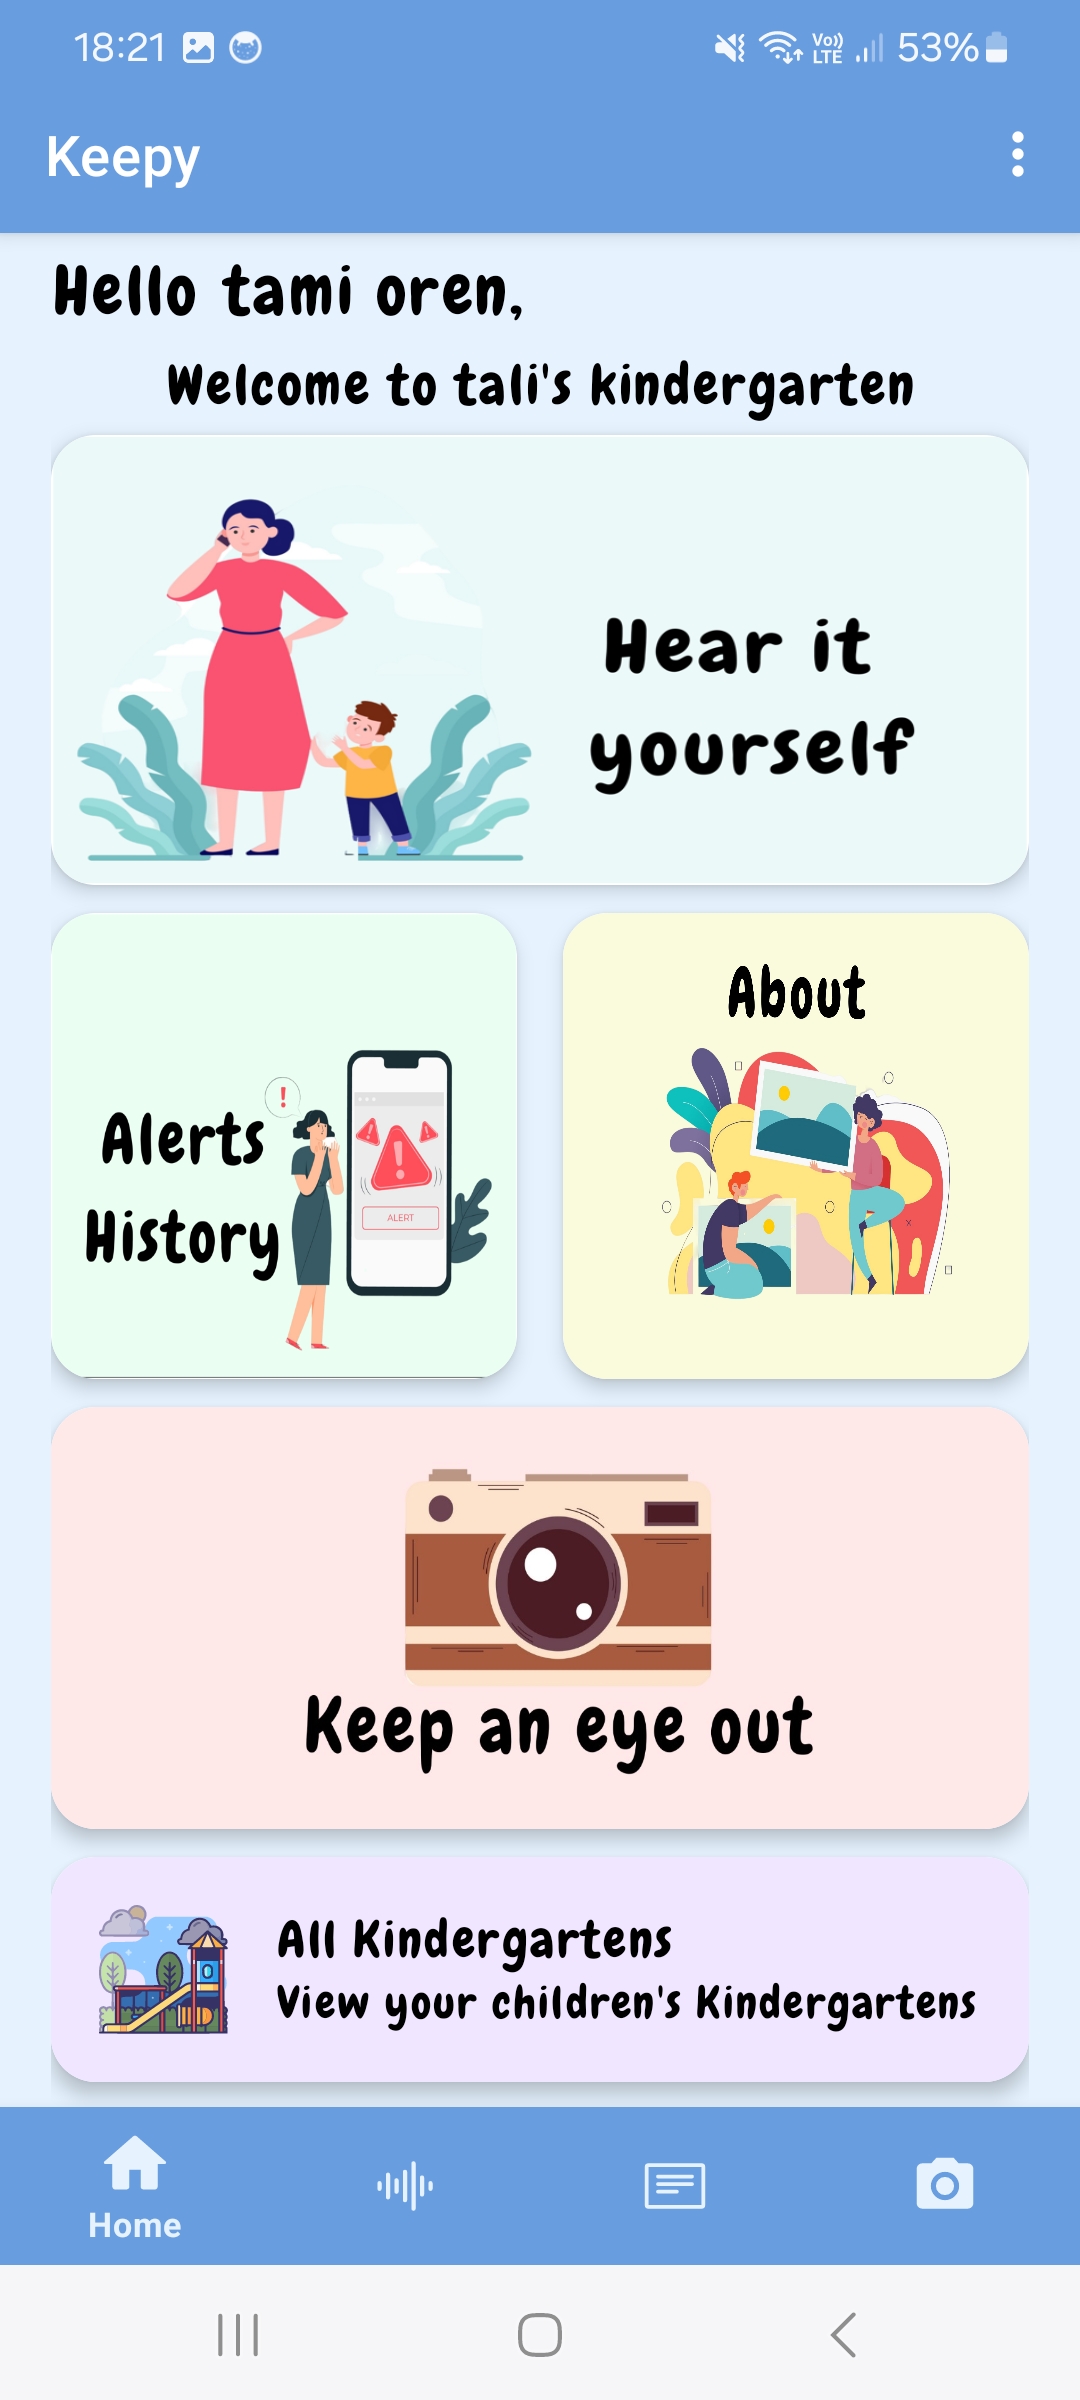 18:21
Vo)) LTE 53%
Keepy
Hello tami oren,
Welcome to tali's kindergarten
Hear it
yourself
Alerts
History
!
!
ALERT
About
Keep an eye out
All Kindergartens
View your children's Kindergartens
Home